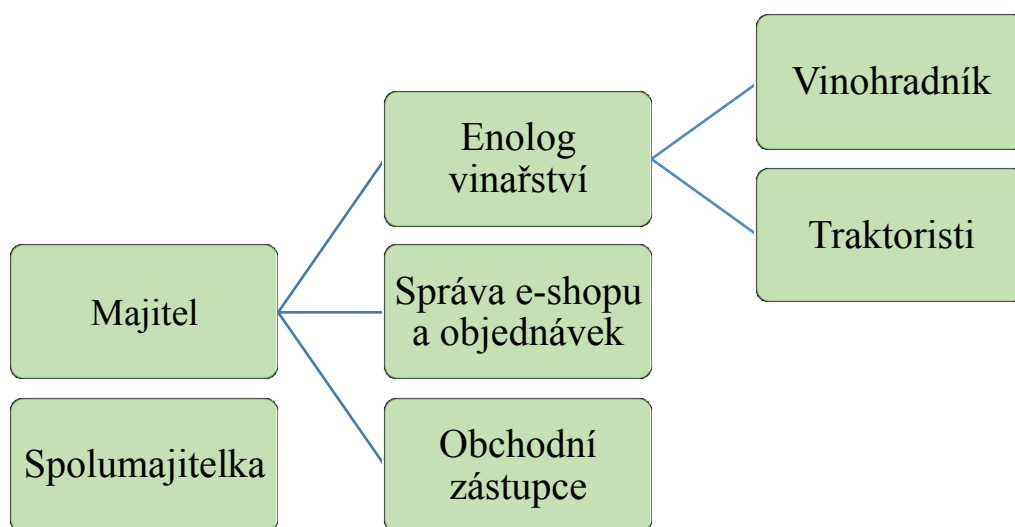 Majitel
Spolumajitelka
Enolog
vinařství
Správa e-shopu
a objednávek
Obchodní
zástupce
Vinohradník
Traktoristi